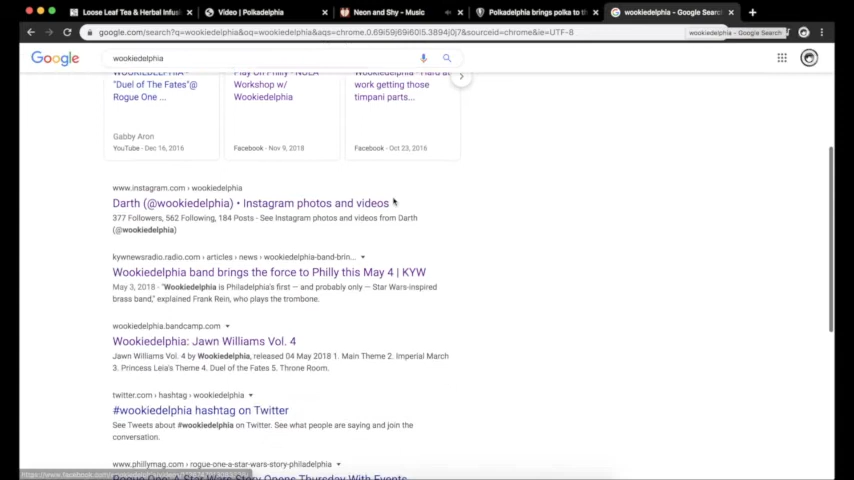 Loose Leaf Tea & Herbal Infus
Video | Polkadelphia
Neon and Shy – Music
Polkadelphia brings polka to th
wookiedelphia - Google Search
google.com/search?q=wookiedelphia&oq=wookiedelphia&aqs=chrome.0.69i59j69i60l5.3894j0j7&sourceid=chrome&ie=UTF-8
wookiedelphia – Google Search
Google
wookiedelphia
WOOKIEDELPHIA -
"Duel of The Fates"@
Rogue One ...
Gabby Aron
YouTube - Dec 16, 2016
Play On Philly - NOLA
Workshop w/
Wookiedelphia
Facebook - Nov 9, 2018
Wookiedelphia - Hard at
work getting those
timpani parts...
Facebook - Oct 23, 2016
www.instagram.com › wookiedelphia
Darth (@wookiedelphia) • Instagram photos and videos
377 Followers, 562 Following, 184 Posts - See Instagram photos and videos from Darth
(@wookiedelphia)
kywnewsradio.radio.com › articles › news › wookiedelphia-band-brin...
Wookiedelphia band brings the force to Philly this May 4 | KYW
May 3, 2018 - "Wookiedelphia is Philadelphia's first — and probably only — Star Wars-inspired
brass band," explained Frank Rein, who plays the trombone.
wookiedelphia.bandcamp.com
Wookiedelphia: Jawn Williams Vol. 4
Jawn Williams Vol. 4 by Wookiedelphia, released 04 May 2018 1. Main Theme 2. Imperial March
3. Princess Leia's Theme 4. Duel of the Fates 5. Throne Room.
twitter.com › hashtag › wookiedelphia
#wookiedelphia hashtag on Twitter
See Tweets about #wookiedelphia on Twitter. See what people are saying and join the
conversation.
www.phillymag.com › rogue-one-a-star-wars-story-philadelphia
Rogue One: A Star Wars Story Opens Thursday With Events